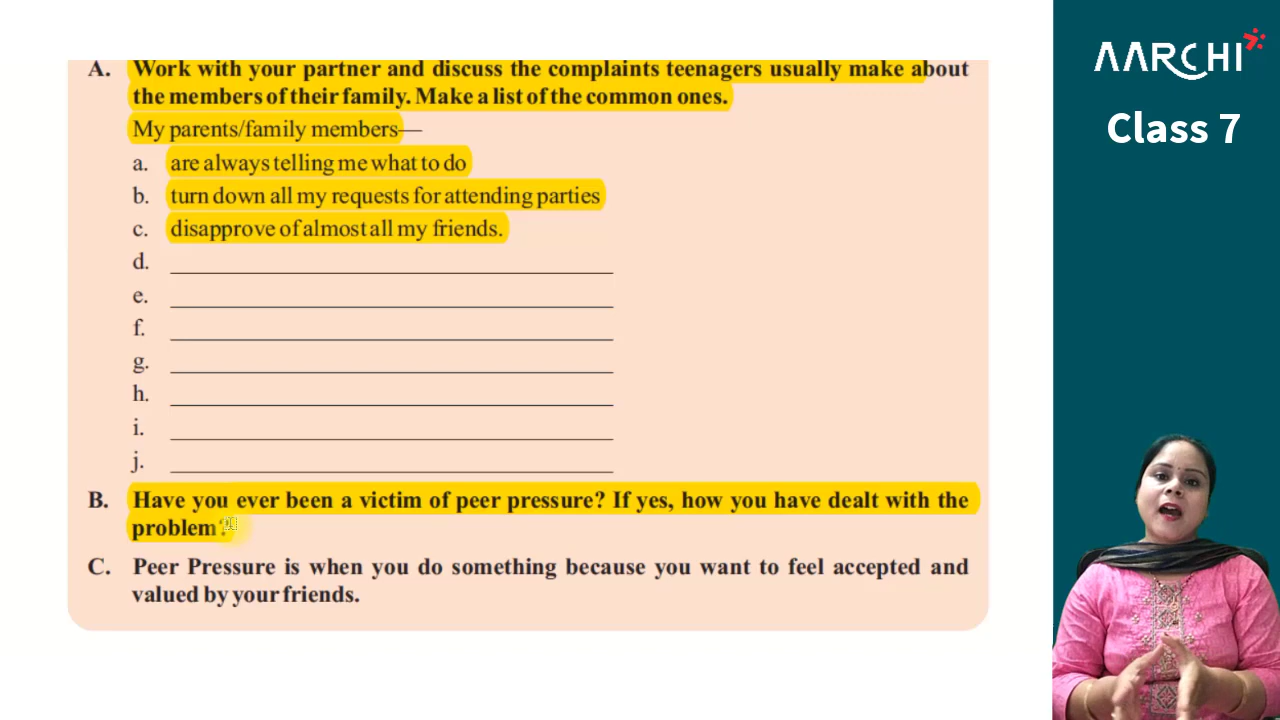 A. Work with your partner and discuss the complaints teenagers usually make about
the members of their family. Make a list of the common ones.
My parents/family members—
a. are always telling me what to do
b. turn down all my requests for attending parties
c. disapprove of almost all my friends.
d.
e.
f.
g.
h.
i.
j.
B. Have you ever been a victim of peer pressure? If yes, how you have dealt with the
problem?
C. Peer Pressure is when you do something because you want to feel accepted and
valued by your friends.
AARCHI
Class 7